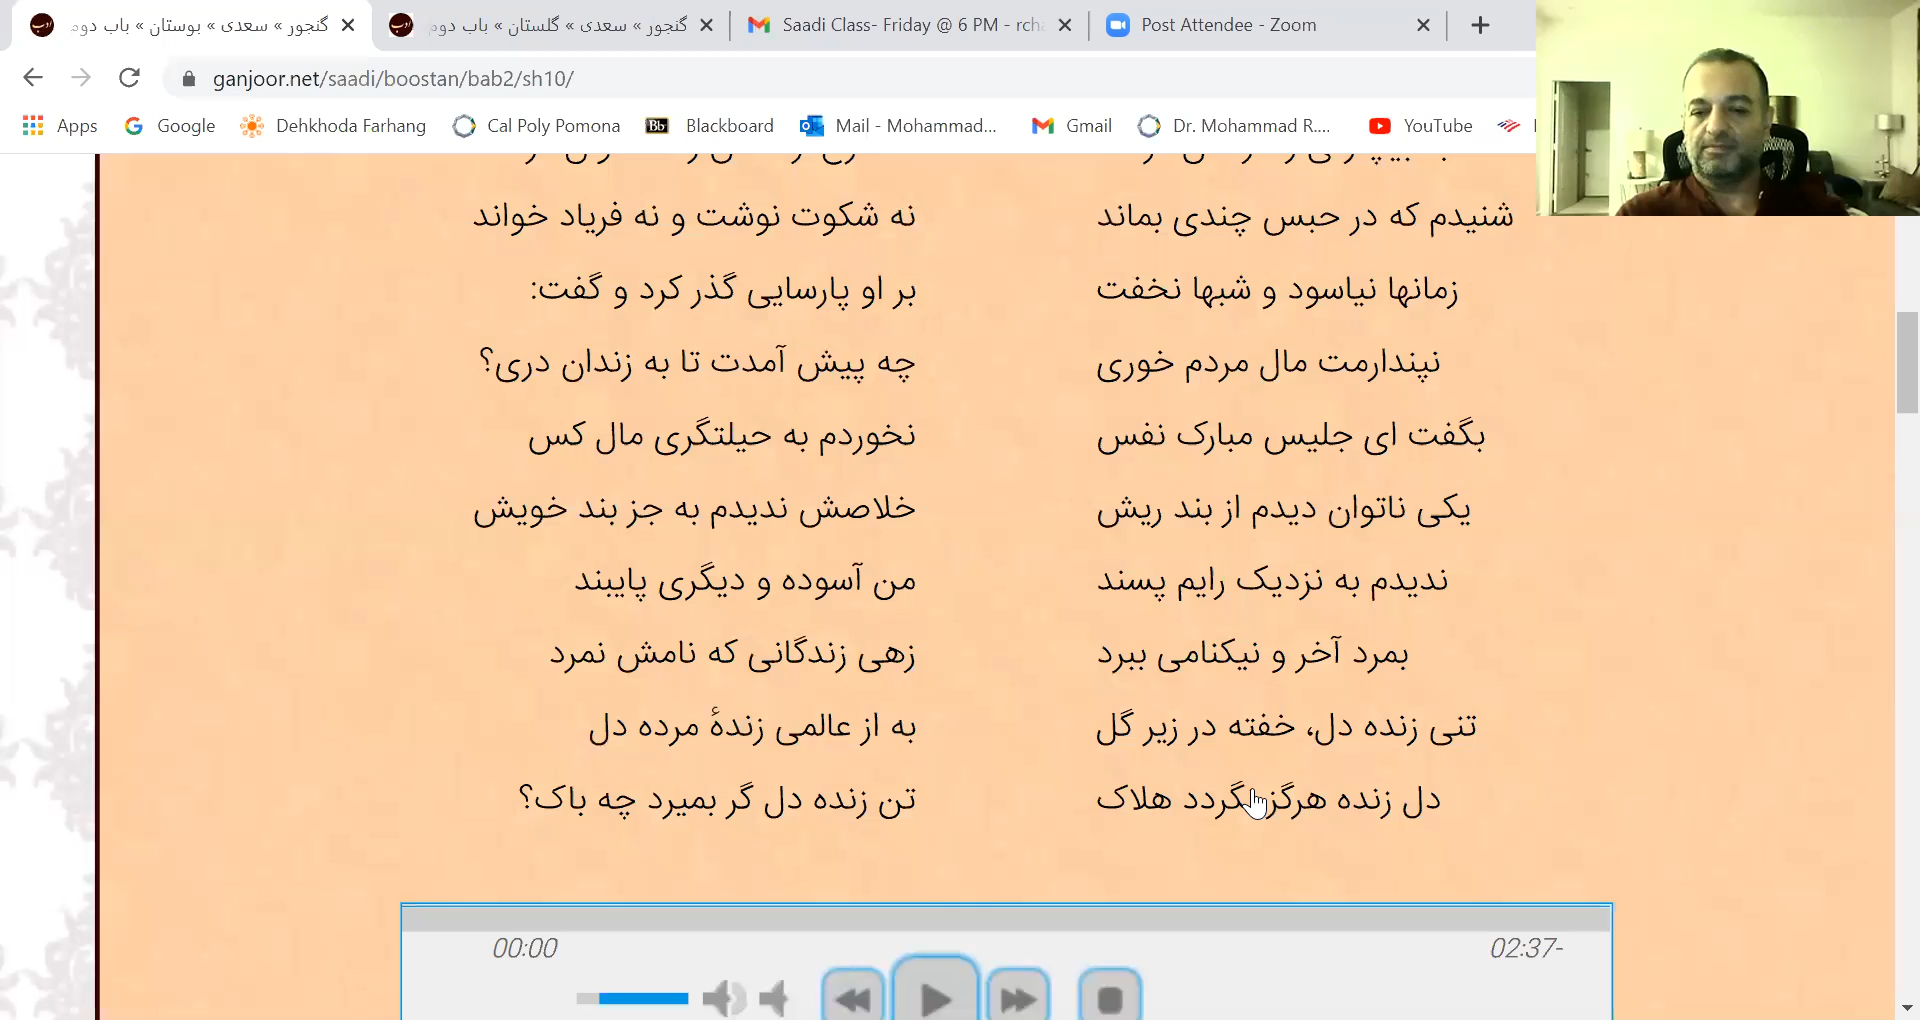 گنجور » سعدی » بوستان » باب دوم
گنجور » سعدی » گلستان » باب دوم
Saadi Class- Friday @ 6 PM - rcha
Post Attendee - Zoom
ganjoor.net/saadi/boostan/bab2/sh10/
Apps Google Dehkhoda Farhang Cal Poly Pomona Bb Blackboard Mail - Mohammad... Gmail Dr. Mohammad R.... YouTube
شنیدم که در حبس چندی بماند نه شکوت نوشت و نه فریاد خواند
زمانها نیاسود و شبها نخفت بر او پارسایی گذر کرد و گفت:
نپندارمت مال مردم خوری چه پیش آمدت تا به زندان دری؟
بگفت ای جلیس مبارک نفس نخوردم به حیلتگری مال کس
یکی ناتوان دیدم از بند ریش خلاصش ندیدم به جز بند خویش
ندیدم به نزدیک رایم پسند من آسوده و دیگری پایبند
بمرد آخر و نیکنامی ببرد زهی زندگانی که نامش نمرد
تنی زنده دل، خفته در زیر گل به از عالمی زندهٔ مرده دل
دل زنده هرگز نگردد هلاک تن زنده دل گر بمیرد چه باک؟
00:00 02:37-